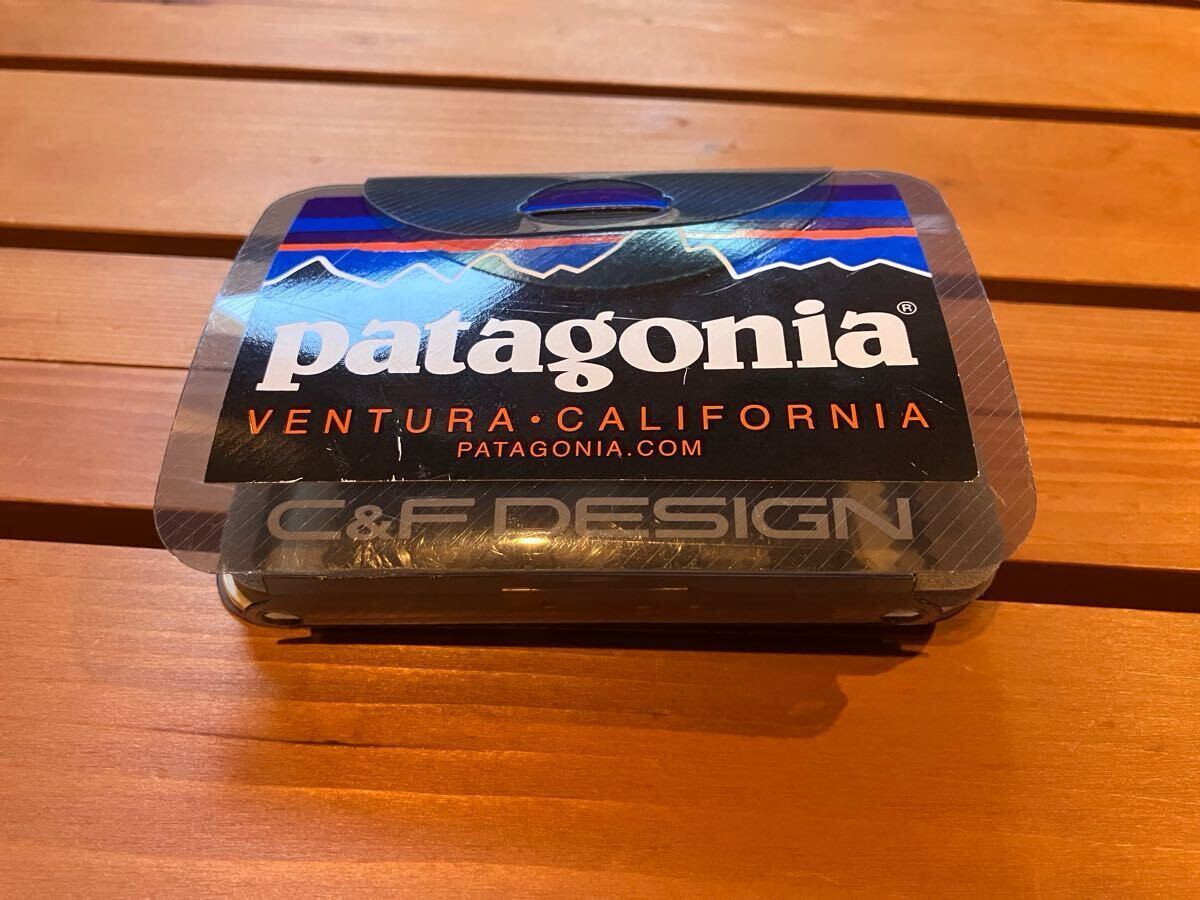 patagonia®
VENTURA • CALIFORNIA
PATAGONIA.COM
C&F DESIGN